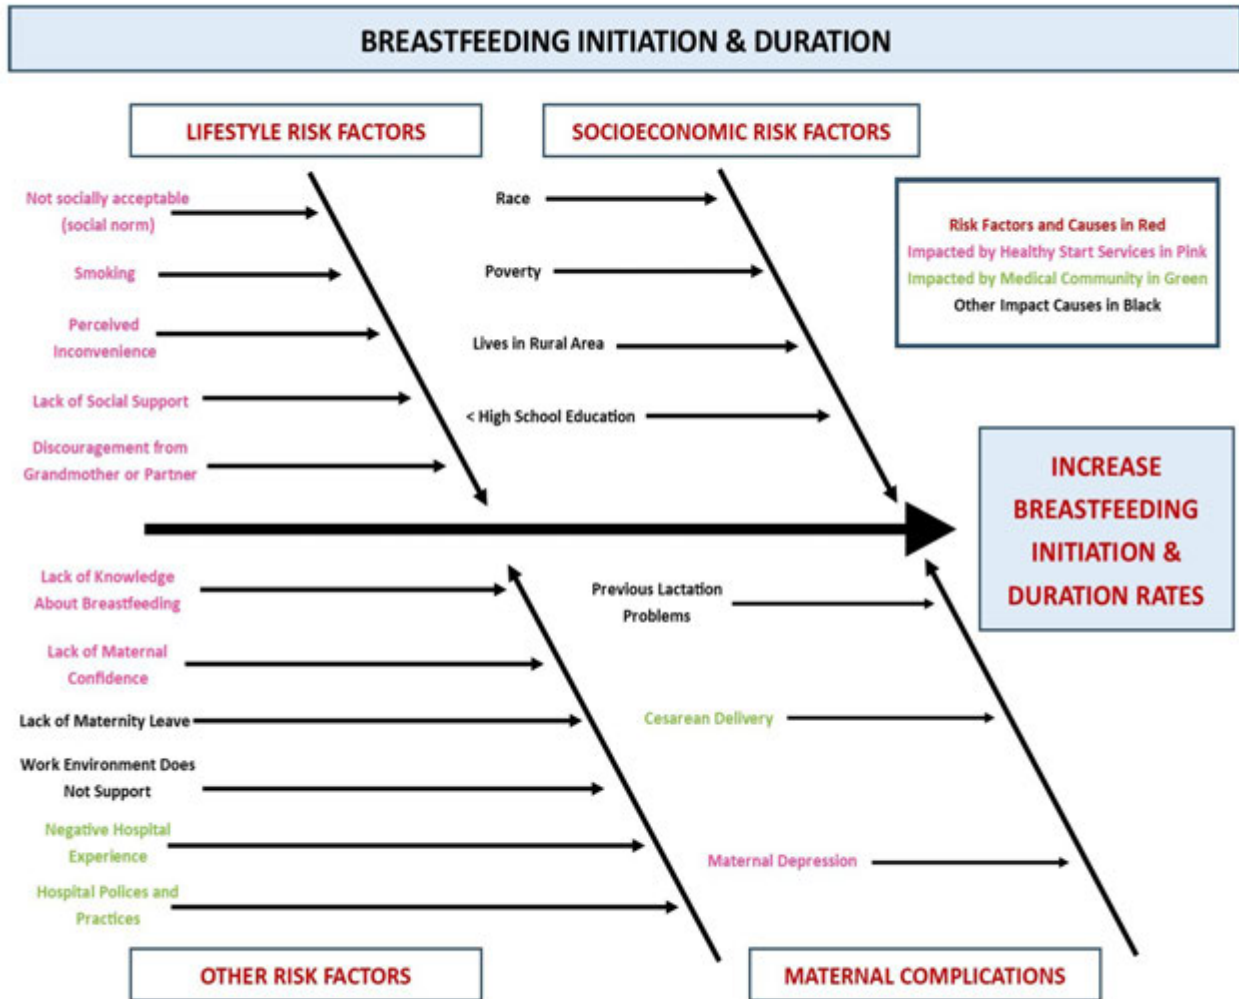 BREASTFEEDING INITIATION & DURATION
LIFESTYLE RISK FACTORS
Not socially acceptable
(social norm)
Smoking
Perceived
Inconvenience
Lack of Social Support
Discouragement from
Grandmother or Partner
SOCIOECONOMIC RISK FACTORS
Race
Poverty
Lives in Rural Area
< High School Education
Risk Factors and Causes in Red
Impacted by Healthy Start Services in Pink
Impacted by Medical Community in Green
Other Impact Causes in Black
INCREASE
BREASTFEEDING
INITIATION &
DURATION RATES
Lack of Knowledge
About Breastfeeding
Lack of Maternal
Confidence
Lack of Maternity Leave
Work Environment Does
Not Support
Negative Hospital
Experience
Hospital Polices and
Practices
OTHER RISK FACTORS
Previous Lactation
Problems
Cesarean Delivery
Maternal Depression
MATERNAL COMPLICATIONS